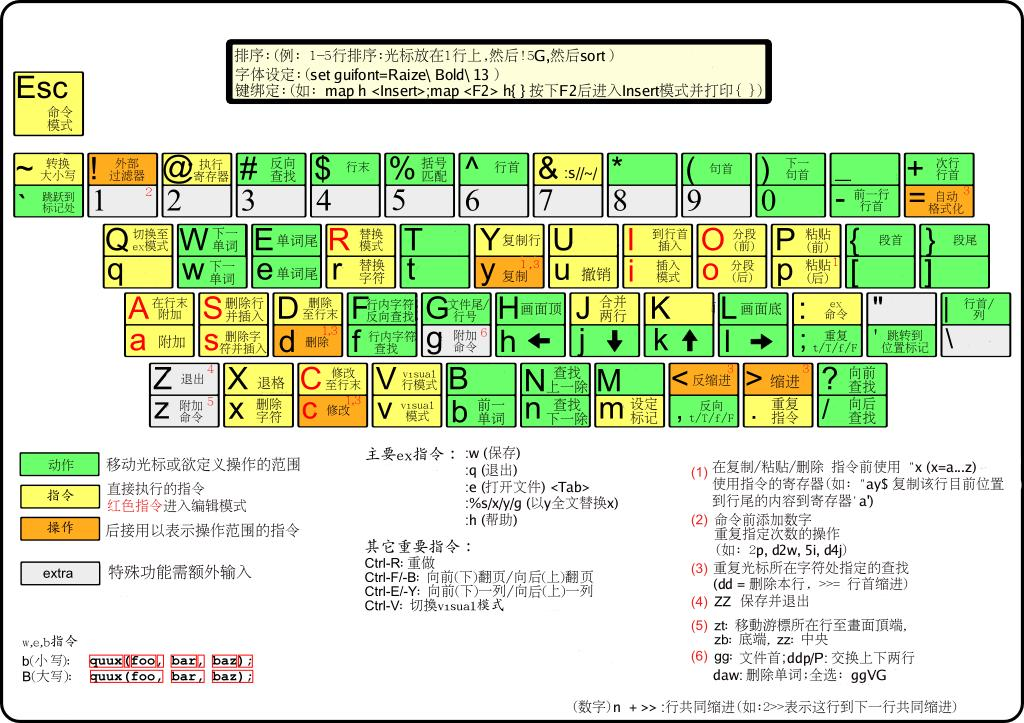 排序:(例: 1-5行排序:光标放在1行上,然后!5G,然后sort )
字体设定:(set guifont=Raize\ Bold\ 13 )
键绑定:(如: map h <Insert>;map <F2> h{ } 按下F2后进入Insert模式并打印{ })
Esc 命令模式
~ 转换大小写 ! 外部过滤器 @ 执行寄存器 # 反向查找 $ 行末 % 括号匹配 ^ 行首 & :s//~/ * ( 句首 ) 下一句首 _ + 次行行首
` 跳跃到标记处 1 2 2 3 4 5 6 7 8 9 0 - 前一行行首 = 自动格式化 3
Q 切换至ex模式 W 下一单词 E 单词尾 R 替换模式 T Y 复制行 U I 到行首插入 O 分段(前) P 粘贴(前) { 段首 } 段尾
q w 下一单词 e 单词尾 r 替换字符 t y 复制 1,3 u 撤销 i 插入模式 o 分段(后) p 粘贴(后) 1 [ ]
A 在行末附加 S 删除行并插入 D 删除至行末 F 行内字符反向查找 G 文件尾/行号 H 画面顶 J 合并两行 K L 画面底 : ex命令 " | 行首/列
a 附加 s 删除字符并插入 d 删除 1,3 f 行内字符查找 g 附加命令 6 h ← j ↓ k ↑ l → ; 重复t/T/f/F ' 跳转到位置标记 \
Z 退出 4 X 退格 C 修改至行末 V visual行模式 B N 查找上一除 M < 反缩进 3 > 缩进 3 ? 向前查找
z 附加命令 5 x 删除字符 c 修改 1,3 v visual模式 b 前一单词 n 查找下一除 m 设定标记 , 反向t/T/f/F . 重复指令 / 向后查找
动作 移动光标或欲定义操作的范围
指令 直接执行的指令
红色指令进入编辑模式
操作 后接用以表示操作范围的指令
extra 特殊功能需额外输入
w,e,b指令
b(小写): quux(foo, bar, baz);
B(大写): quux(foo, bar, baz);
主要ex指令: :w (保存)
:q (退出)
:e (打开文件) <Tab>
:%s/x/y/g (以y全文替换x)
:h (帮助)
其它重要指令:
Ctrl-R: 重做
Ctrl-F/-B: 向前(下)翻页/向后(上)翻页
Ctrl-E/-Y: 向前(下)一列/向后(上)一列
Ctrl-V: 切换visual模式
(1) 在复制/粘贴/删除 指令前使用 "x (x=a...z)
使用指令的寄存器(如: "ay$ 复制该行目前位置
到行尾的内容到寄存器'a')
(2) 命令前添加数字
重复指定次数的操作
(如: 2p, d2w, 5i, d4j)
(3) 重复光标所在字符处指定的查找
(dd = 删除本行, >>= 行首缩进)
(4) ZZ 保存并退出
(5) zt: 移動游標所在行至畫面頂端,
zb: 底端, zz: 中央
(6) gg: 文件首;ddp/P: 交换上下两行
daw: 删除单词:全选: ggVG
(数字)n +>> :行共同缩进(如:2>>表示这行到下一行共同缩进)